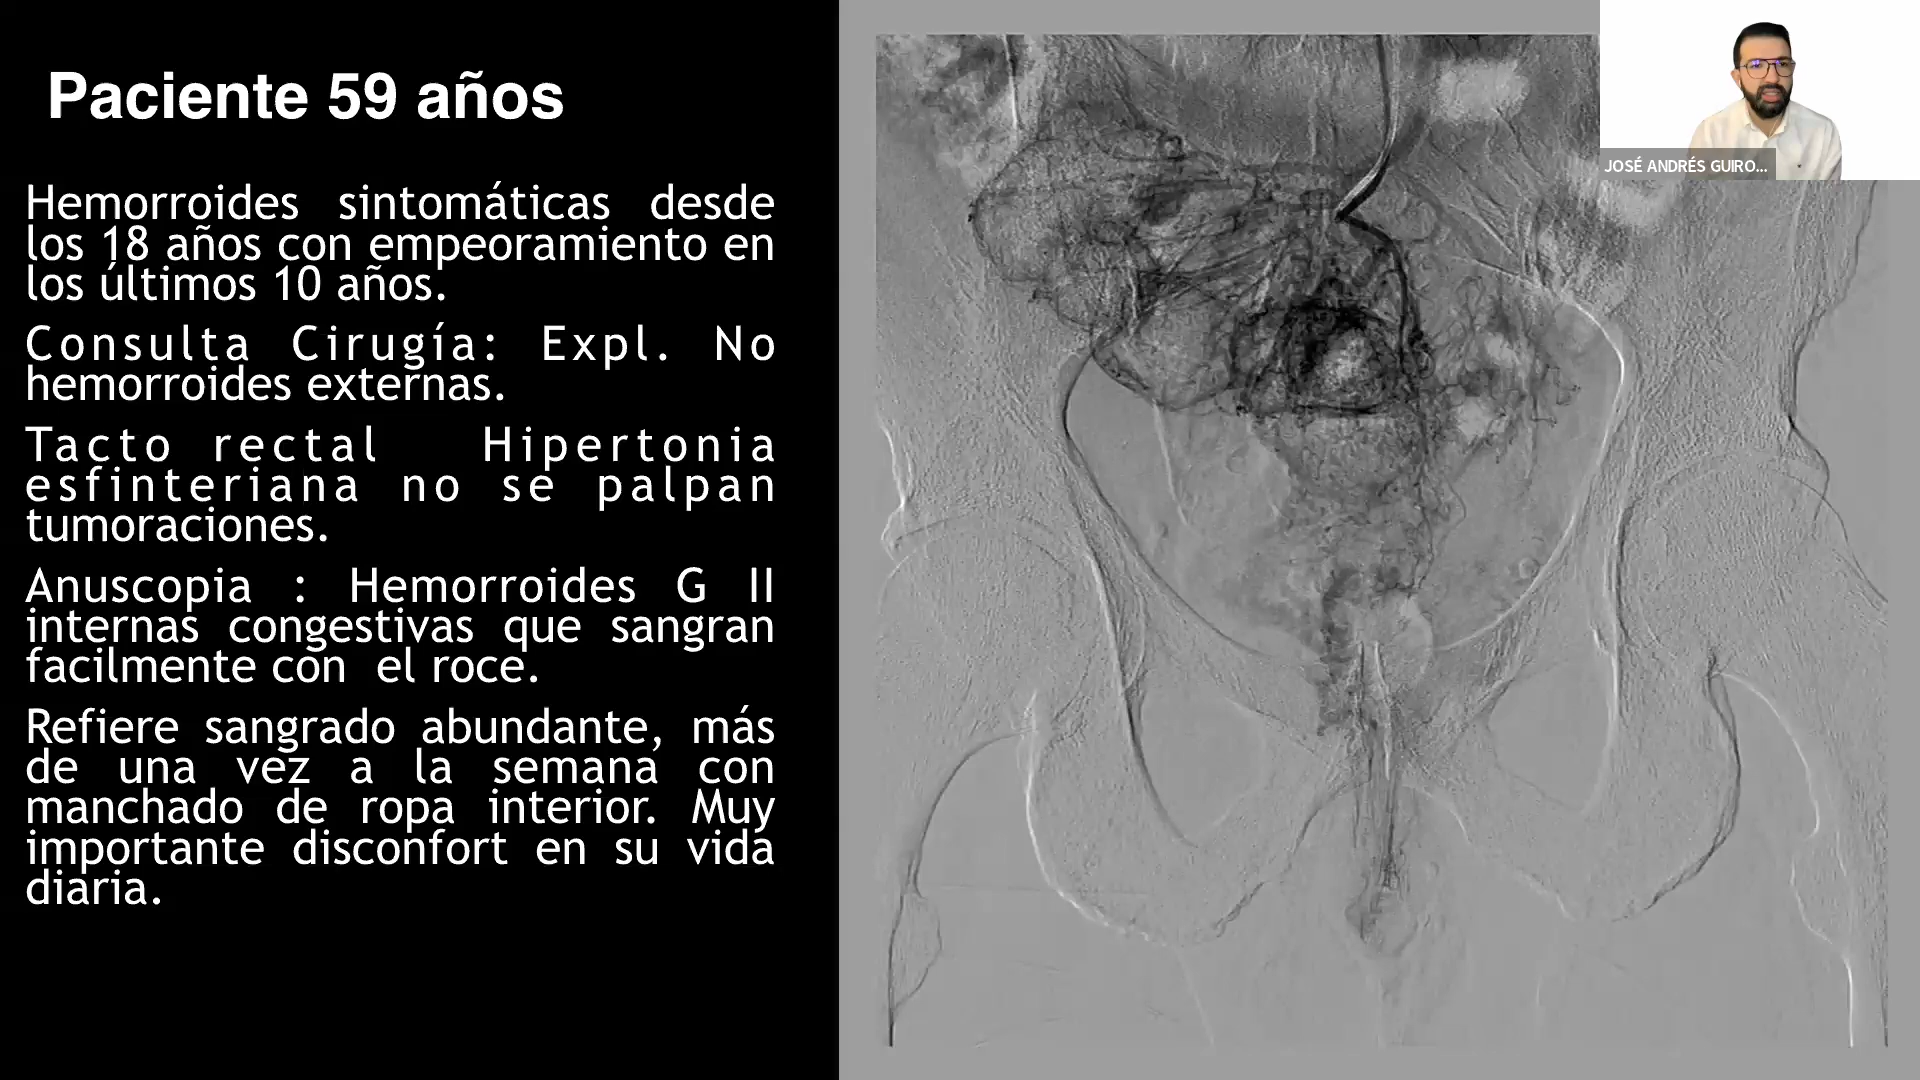 Paciente 59 años
Hemorroides sintomáticas desde
los 18 años con empeoramiento en
los últimos 10 años.
Consulta Cirugía: Expl. No
hemorroides externas.
Tacto rectal Hipertonia
esfinteriana no se palpan
tumoraciones.
Anuscopia : Hemorroides G II
internas congestivas que sangran
facilmente con el roce.
Refiere sangrado abundante, más
de una vez a la semana con
manchado de ropa interior. Muy
importante disconfort en su vida
diaria.
JOSÉ ANDRÉS GUIRO...